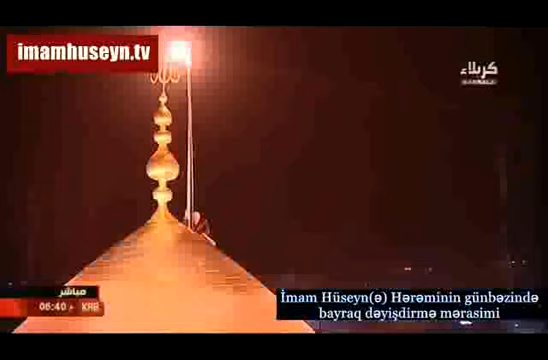 imamhuseyn.tv
كربلاء
KARBALA
İmam Hüseyn(ə) Hərəminin günbəzində
bayraq dəyişdirmə mərasimi
مباشر
06:40 KRB